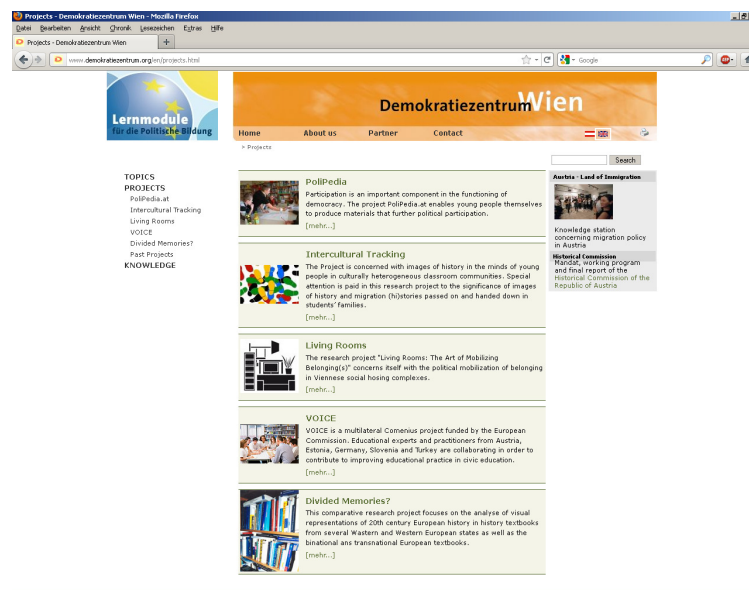 Projects - Demokratiezentrum Wien - Mozilla Firefox
Datei Bearbeiten Ansicht Chronik Lesezeichen Extras Hilfe
Projects - Demokratiezentrum Wien
www.demokratiezentrum.org/en/projects.html
Google
Lernmodule
für die Politische Bildung
Demokratiezentrum Wien
Home About us Partner Contact
> Projects
Search
TOPICS
PROJECTS
PoliPedia.at
Intercultural Tracking
Living Rooms
VOICE
Divided Memories?
Past Projects
KNOWLEDGE
PoliPedia
Participation is an important component in the functioning of
democracy. The project PoliPedia.at enables young people themselves
to produce materials that further political participation.
[mehr...]
Intercultural Tracking
The Project is concerned with images of history in the minds of young
people in culturally heterogeneous classroom communities. Special
attention is paid in this research project to the significance of images
of history and migration (hi)stories passed on and handed down in
students´ families.
[mehr...]
Living Rooms
The research project "Living Rooms: The Art of Mobilizing
Belonging(s)" concerns itself with the political mobilization of belonging
in Viennese social hosing complexes.
[mehr...]
VOICE
VOICE is a multilateral Comenius project funded by the European
Commission. Educational experts and practitioners from Austria,
Estonia, Germany, Slovenia and Turkey are collaborating in order to
contribute to improving educational practice in civic education.
[mehr...]
Divided Memories?
This comparative research project focuses on the analyse of visual
representations of 20th century European history in history textbooks
from several Wastern and Western European states as well as the
binational ans transnational European textbooks.
[mehr...]
Austria - Land of Immigration
Knowledge station
concerning migration policy
in Austria
Historical Commission
Mandat, working program
and final report of the
Historical Commission of the
Republic of Austria